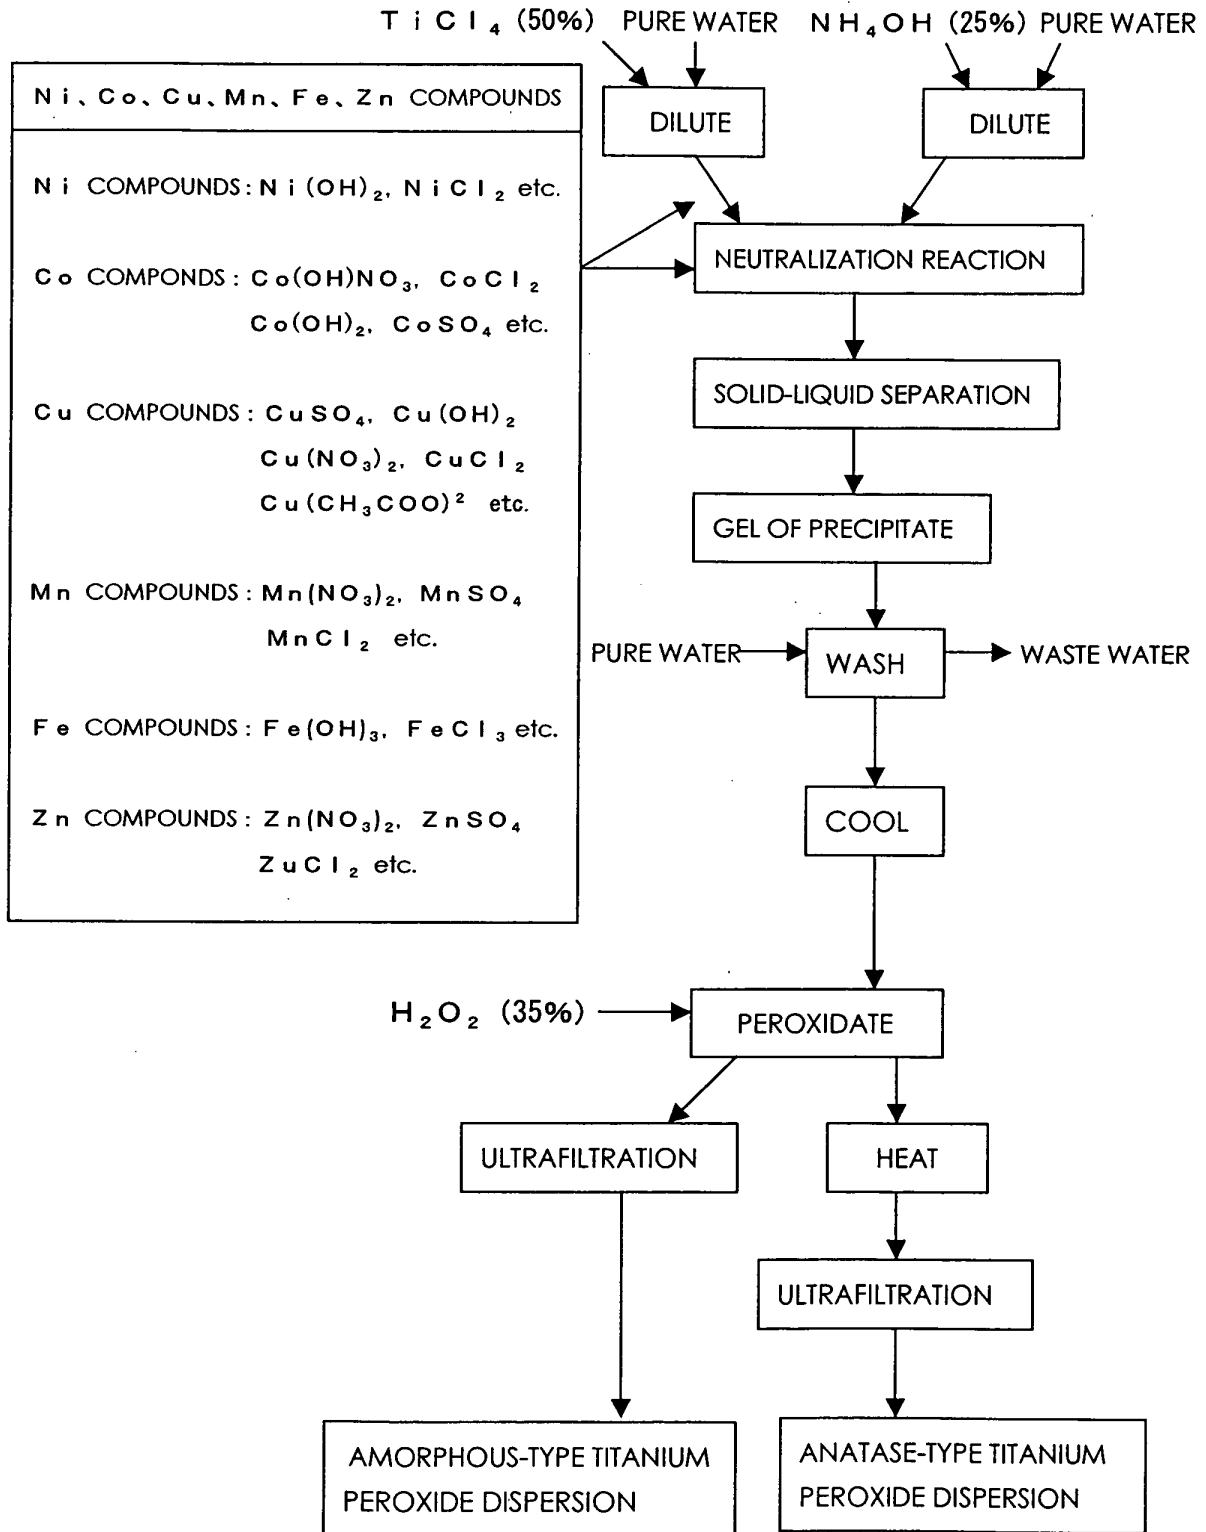 TiCl₄ (50%) PURE WATER NH₄OH (25%) PURE WATER
Ni、Co、Cu、Mn、Fe、Zn COMPOUNDS
Ni COMPOUNDS: Ni(OH)₂, NiCl₂ etc.
Co COMPONDS: Co(OH)NO₃, CoCl₂
Co(OH)₂, CoSO₄ etc.
Cu COMPOUNDS: CuSO₄, Cu(OH)₂
Cu(NO₃)₂, CuCl₂
Cu(CH₃COO)² etc.
Mn COMPOUNDS: Mn(NO₃)₂, MnSO₄
MnCl₂ etc.
Fe COMPOUNDS: Fe(OH)₃, FeCl₃ etc.
Zn COMPOUNDS: Zn(NO₃)₂, ZnSO₄
ZuCl₂ etc.
DILUTE
DILUTE
NEUTRALIZATION REACTION
SOLID-LIQUID SEPARATION
GEL OF PRECIPITATE
PURE WATER
WASH
WASTE WATER
COOL
H₂O₂ (35%)
PEROXIDATE
ULTRAFILTRATION
HEAT
ULTRAFILTRATION
AMORPHOUS-TYPE TITANIUM
PEROXIDE DISPERSION
ANATASE-TYPE TITANIUM
PEROXIDE DISPERSION